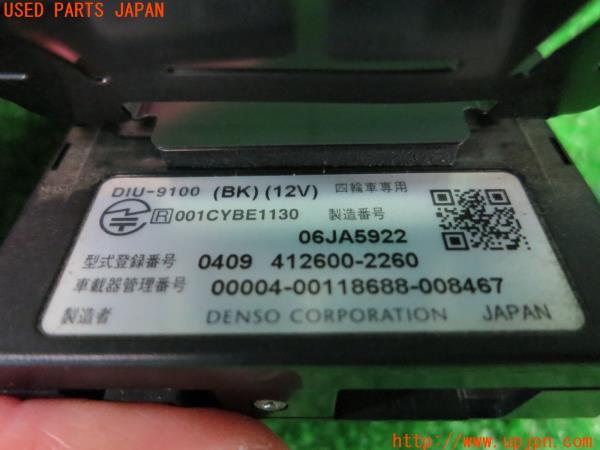 USED PARTS JAPAN
DIU-9100 (BK) (12V) 四輪車専用
R 001CYBE1130 製造番号
06JA5922
型式登録番号 0409 412600-2260
車載器管理番号 00004-00118688-008467
製造者 DENSO CORPORATION JAPAN
http://www.upjpn.com/